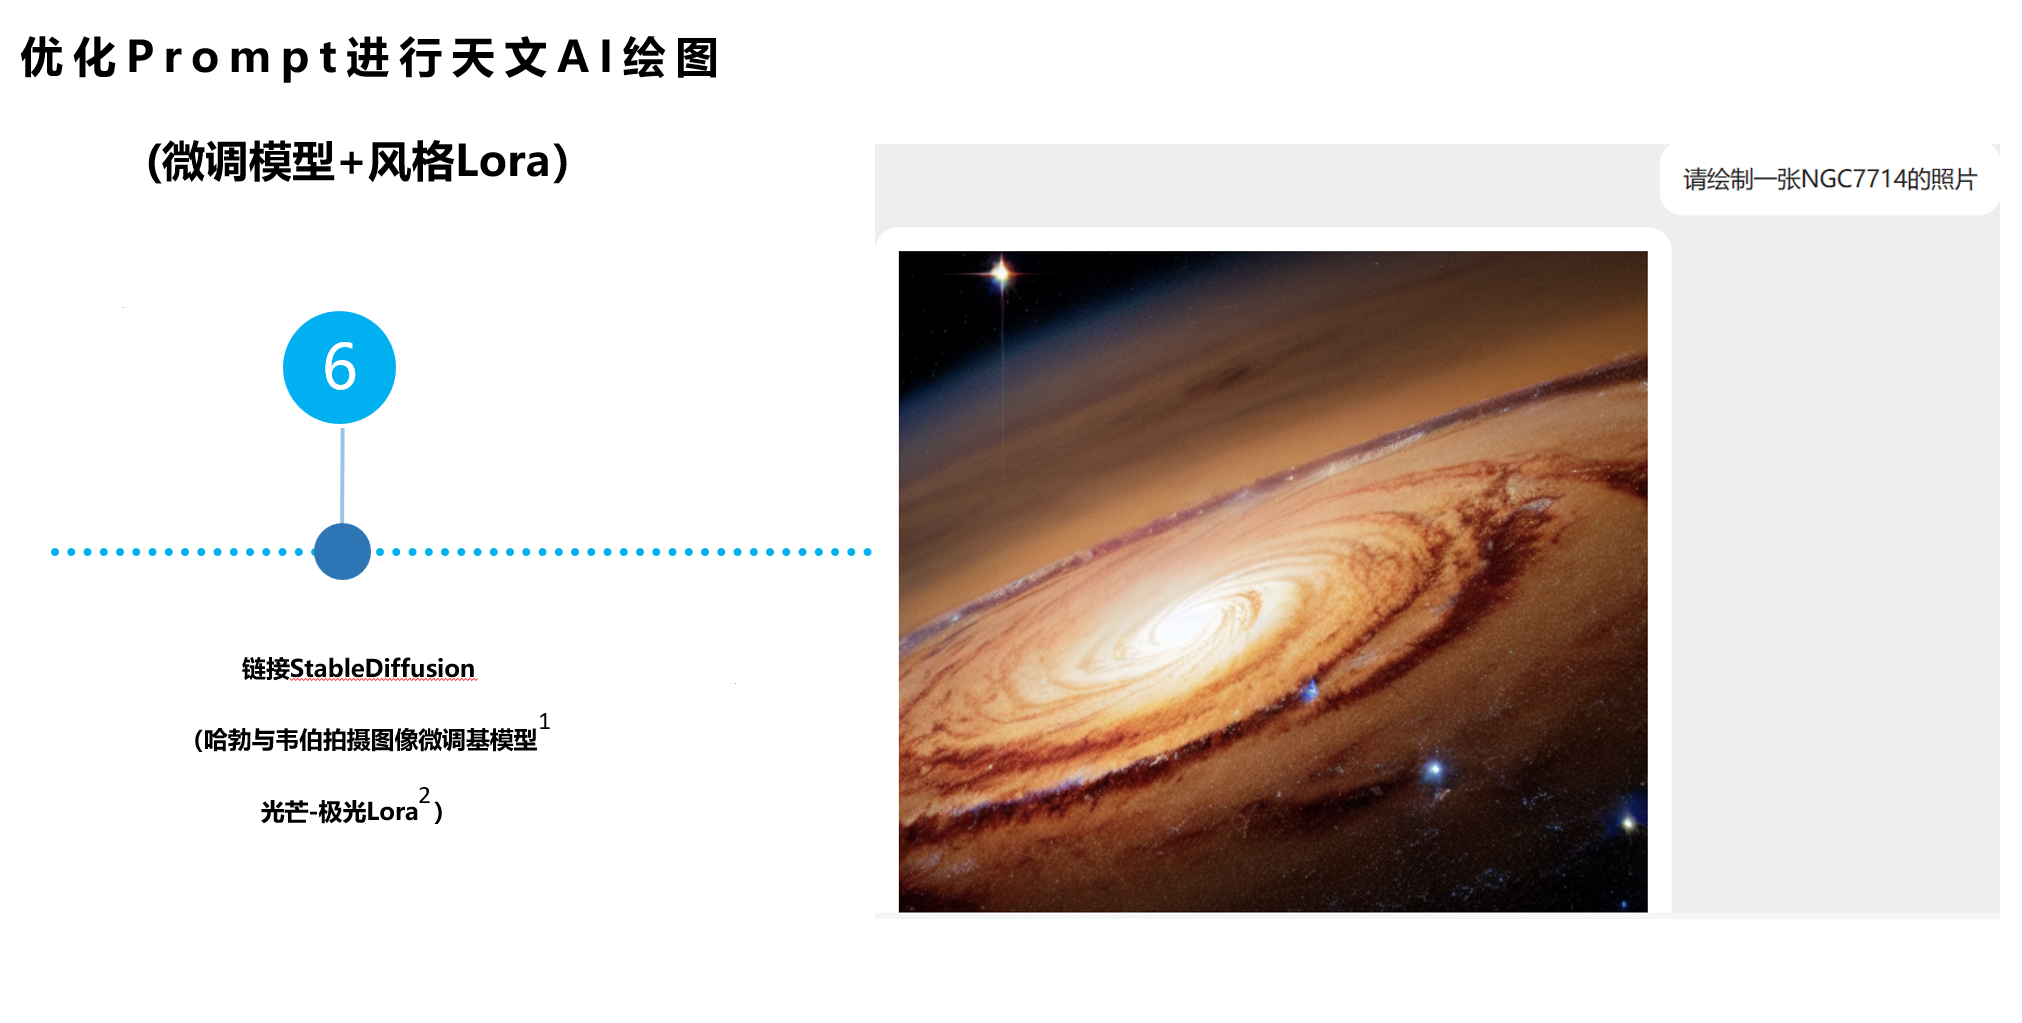 优化Prompt进行天文AI绘图
(微调模型+风格Lora)
请绘制一张NGC7714的照片
6
链接StableDiffusion
(哈勃与韦伯拍摄图像微调基模型1
光芒-极光Lora2)